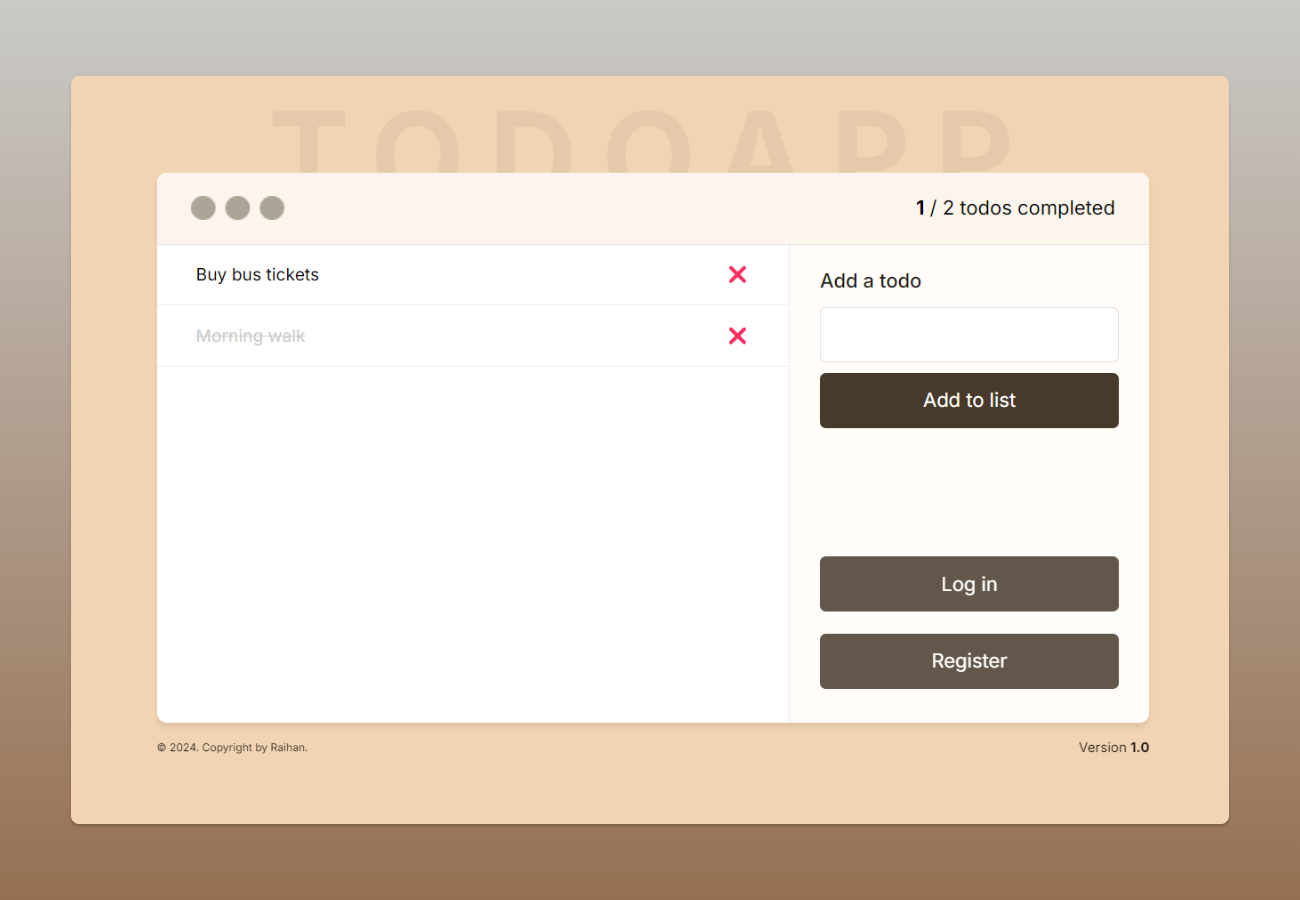 TODOAPP
1 / 2 todos completed
Buy bus tickets
Morning walk
Add a todo
Add to list
Log in
Register
© 2024. Copyright by Raihan.
Version 1.0